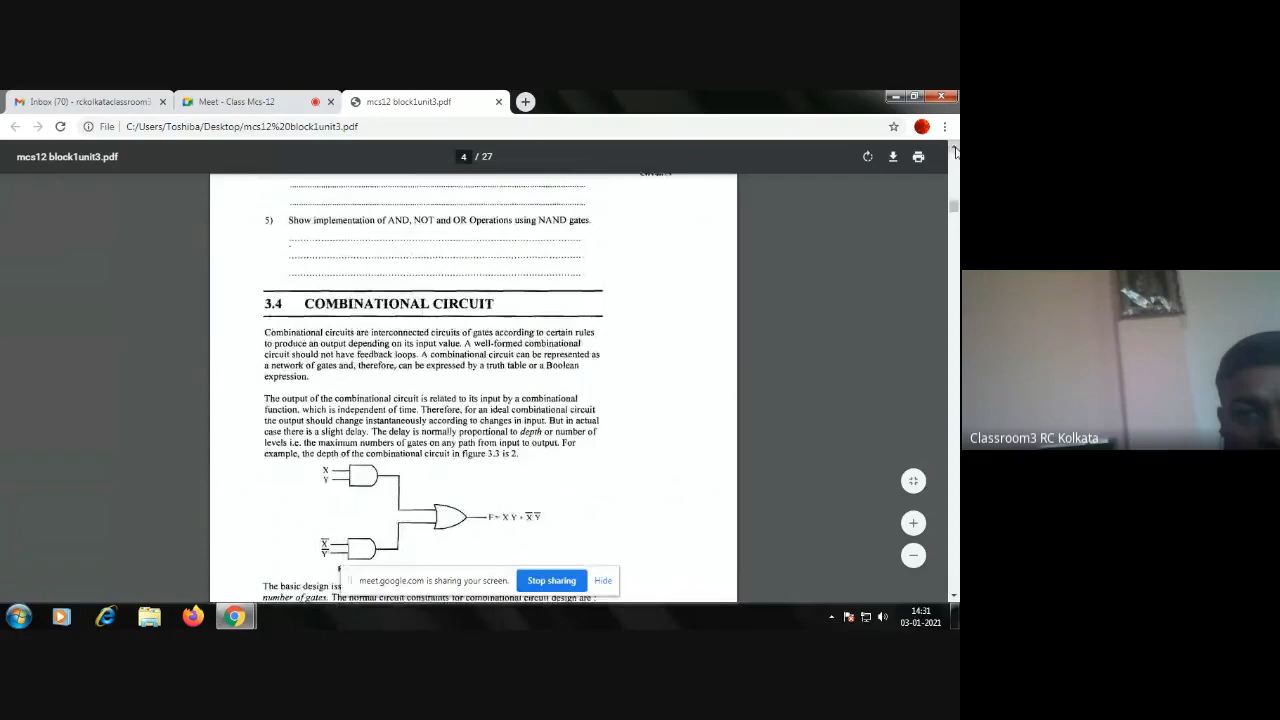 Inbox (70) - rckolkataclassroom3
Meet - Class Mcs-12
mcs12 block1unit3.pdf
File
C:/Users/Toshiba/Desktop/mcs12%20block1unit3.pdf
mcs12 block1unit3.pdf
4 / 27
5) Show implementation of AND, NOT and OR Operations using NAND gates.
3.4 COMBINATIONAL CIRCUIT
Combinational circuits are interconnected circuits of gates according to certain rules
to produce an output depending on its input value. A well-formed combinational
circuit should not have feedback loops. A combinational circuit can be represented as
a network of gates and, therefore, can be expressed by a truth table or a Boolean
expression.
The output of the combinational circuit is related to its input by a combinational
function, which is independent of time. Therefore, for an ideal combinational circuit
the output should change instantaneously according to changes in input. But in actual
case there is a slight delay. The delay is normally proportional to depth or number of
levels i.e. the maximum numbers of gates on any path from input to output. For
example, the depth of the combinational circuit in figure 3.3 is 2.
X
Y
F = X Y + X̅ Y̅
X̅
Y̅
meet.google.com is sharing your screen.
Stop sharing
Hide
The basic design is
number of gates. The normal circuit constraints for combinational circuit design are :
Classroom3 RC Kolkata
14:31
03-01-2021